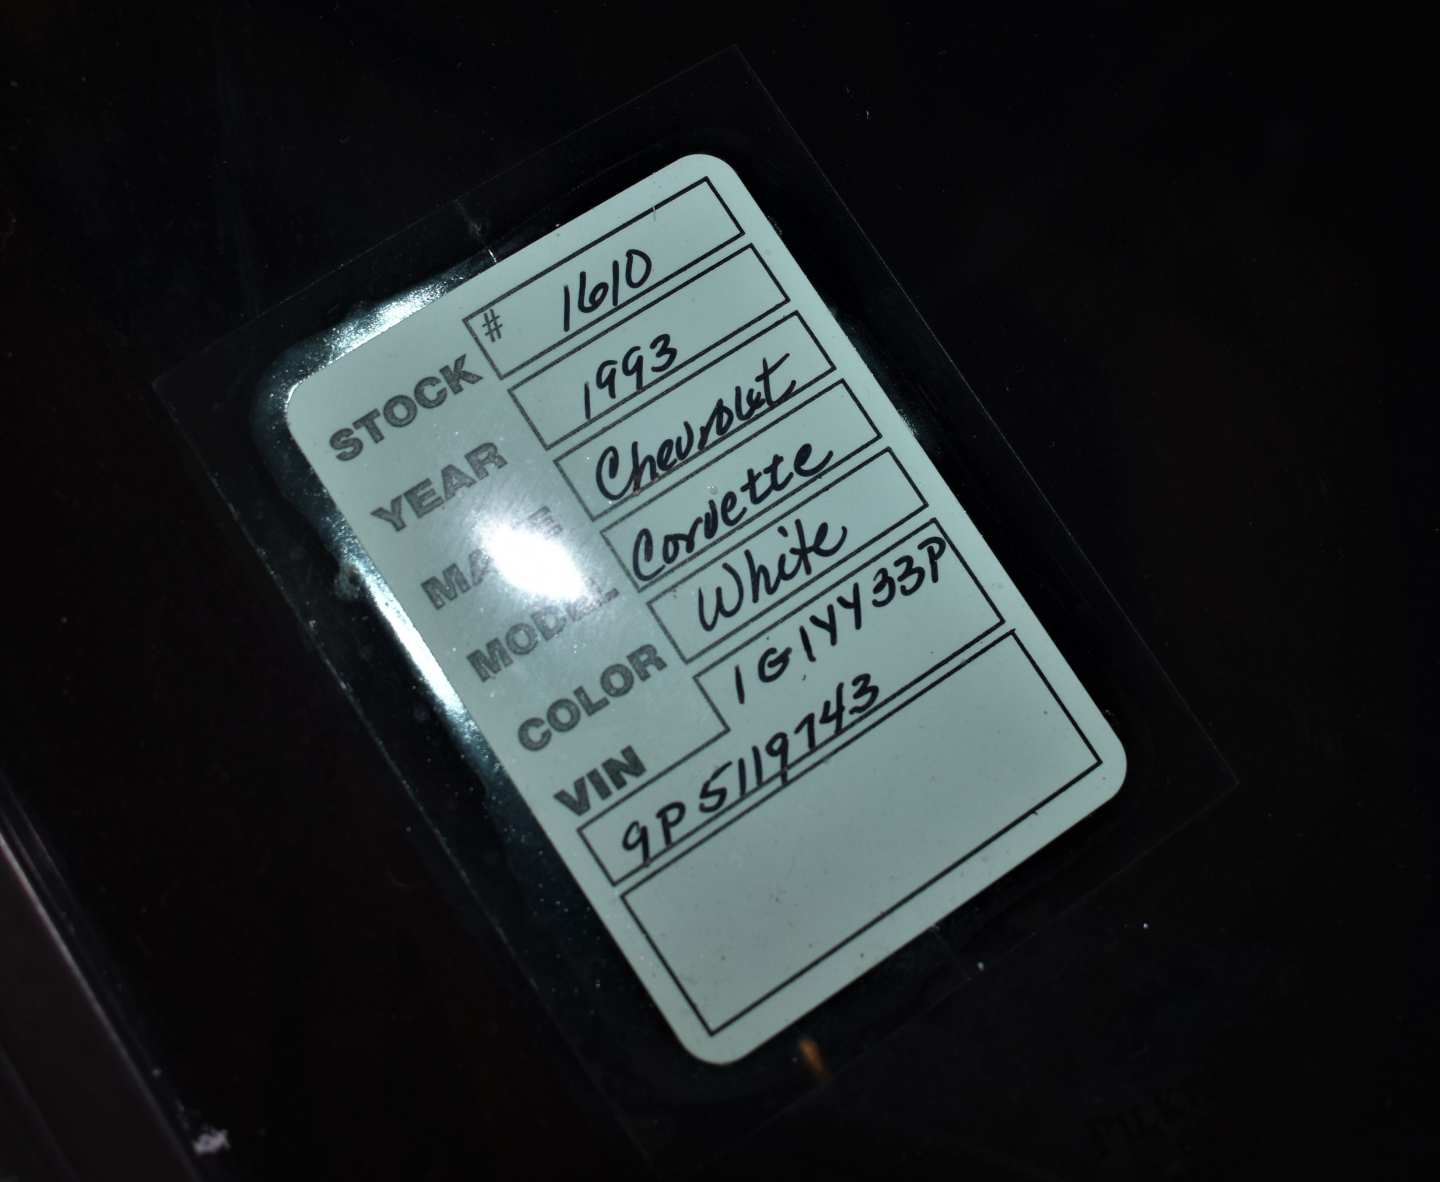 STOCK # 1610
YEAR 1993
MAKE Chevrolet
MODEL Corvette
COLOR White
VIN 1G1YY33P
9P5119743